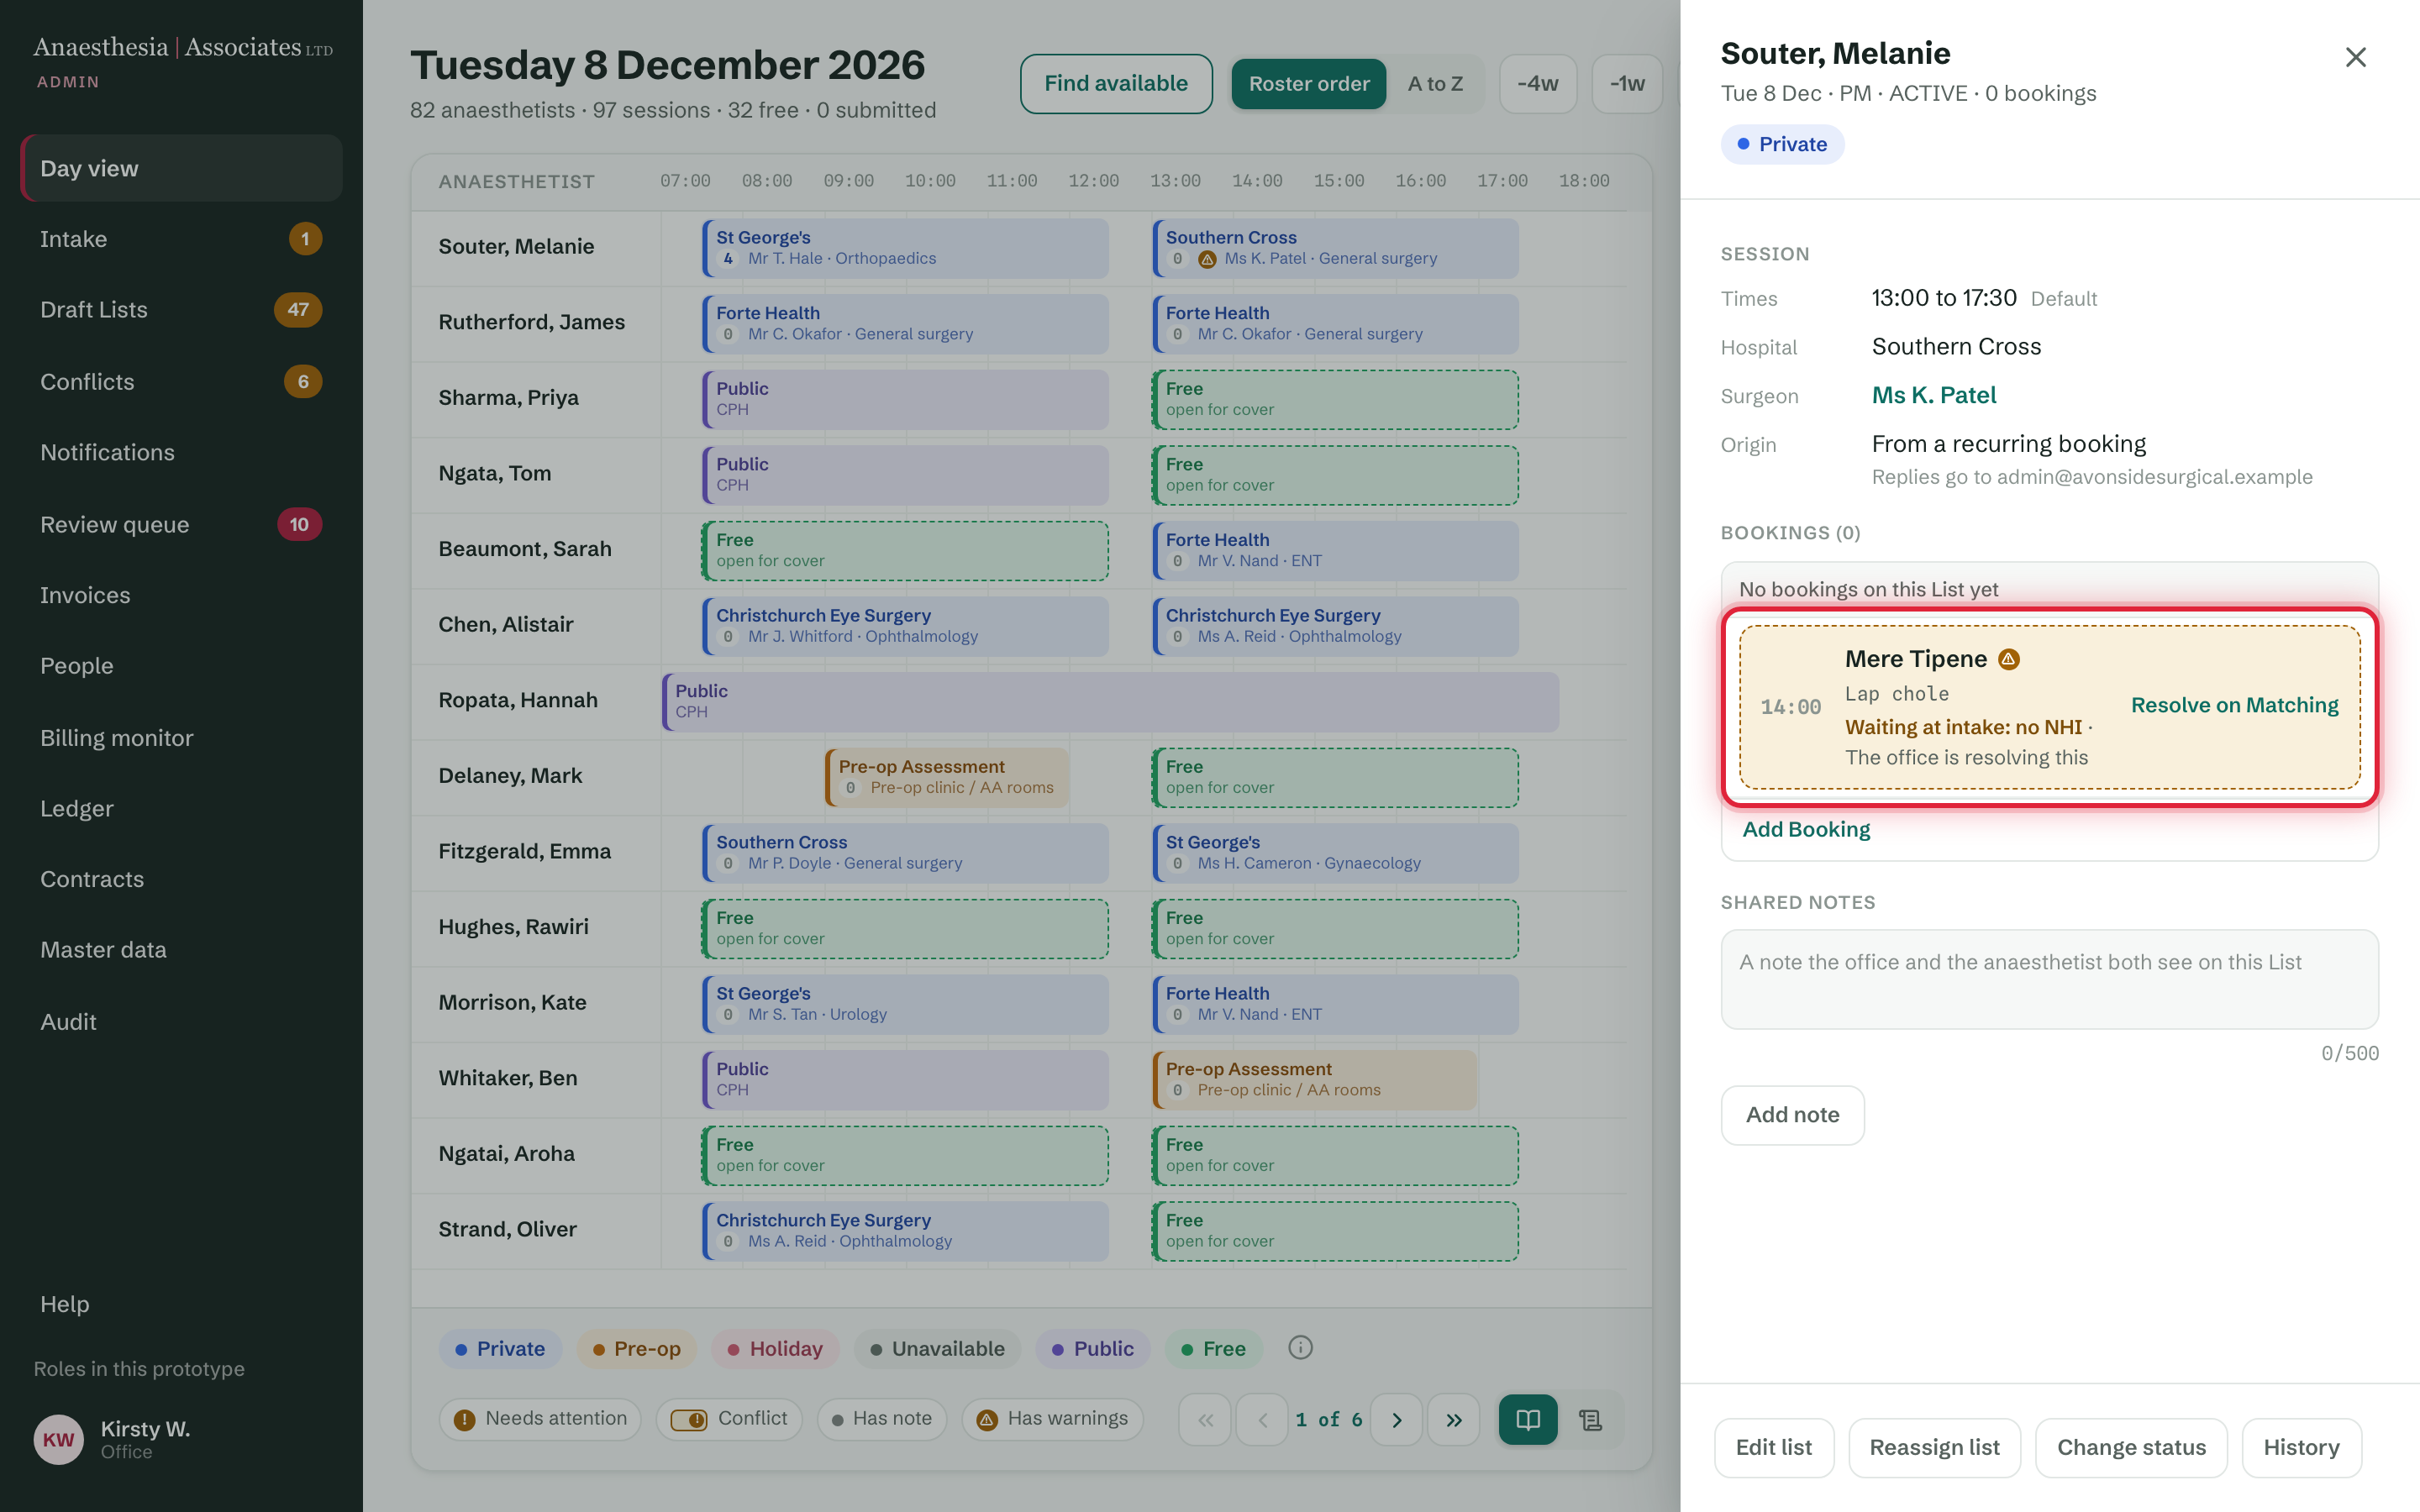 Anaesthesia | Associates LTD
ADMIN
Day view
Intake 1
Draft Lists 47
Conflicts 6
Notifications
Review queue 10
Invoices
People
Billing monitor
Ledger
Contracts
Master data
Audit
Help
Roles in this prototype
KW Kirsty W.
Office
Tuesday 8 December 2026
82 anaesthetists · 97 sessions · 32 free · 0 submitted
Find available
Roster order
A to Z
-4w
-1w
ANAESTHETIST 07:00 08:00 09:00 10:00 11:00 12:00 13:00 14:00 15:00 16:00 17:00 18:00
Souter, Melanie
St George's
4 Mr T. Hale · Orthopaedics
Southern Cross
0 Ms K. Patel · General surgery
Rutherford, James
Forte Health
0 Mr C. Okafor · General surgery
Forte Health
0 Mr C. Okafor · General surgery
Sharma, Priya
Public
CPH
Free
open for cover
Ngata, Tom
Public
CPH
Free
open for cover
Beaumont, Sarah
Free
open for cover
Forte Health
0 Mr V. Nand · ENT
Chen, Alistair
Christchurch Eye Surgery
0 Mr J. Whitford · Ophthalmology
Christchurch Eye Surgery
0 Ms A. Reid · Ophthalmology
Ropata, Hannah
Public
CPH
Delaney, Mark
Pre-op Assessment
0 Pre-op clinic / AA rooms
Free
open for cover
Fitzgerald, Emma
Southern Cross
0 Mr P. Doyle · General surgery
St George's
0 Ms H. Cameron · Gynaecology
Hughes, Rawiri
Free
open for cover
Free
open for cover
Morrison, Kate
St George's
0 Mr S. Tan · Urology
Forte Health
0 Mr V. Nand · ENT
Whitaker, Ben
Public
CPH
Pre-op Assessment
0 Pre-op clinic / AA rooms
Ngatai, Aroha
Free
open for cover
Free
open for cover
Strand, Oliver
Christchurch Eye Surgery
0 Ms A. Reid · Ophthalmology
Free
open for cover
Private
Pre-op
Holiday
Unavailable
Public
Free
Needs attention
Conflict
Has note
Has warnings
1 of 6
Souter, Melanie
Tue 8 Dec · PM · ACTIVE · 0 bookings
Private
SESSION
Times 13:00 to 17:30 Default
Hospital Southern Cross
Surgeon Ms K. Patel
Origin From a recurring booking
Replies go to admin@avonsidesurgical.example
BOOKINGS (0)
No bookings on this List yet
14:00
Mere Tipene
Lap chole
Waiting at intake: no NHI ·
The office is resolving this
Resolve on Matching
Add Booking
SHARED NOTES
A note the office and the anaesthetist both see on this List
0/500
Add note
Edit list
Reassign list
Change status
History